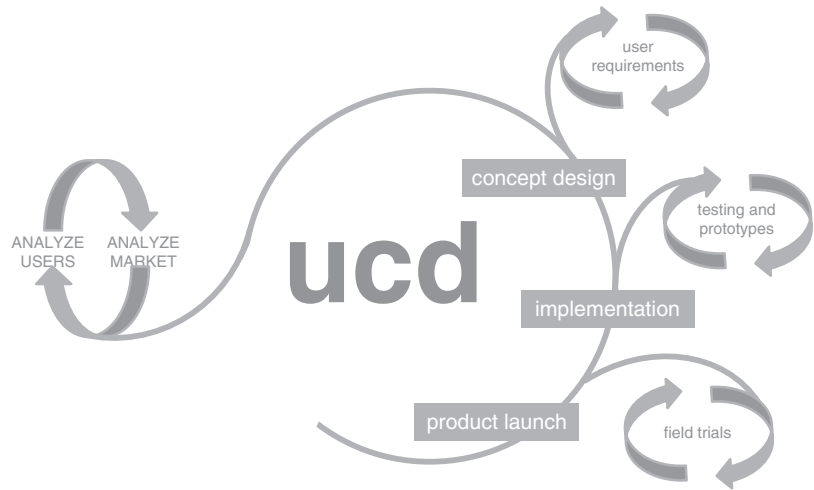 user
requirements
concept design
testing and
prototypes
ANALYZE
USERS
ANALYZE
MARKET
ucd
implementation
product launch
field trials